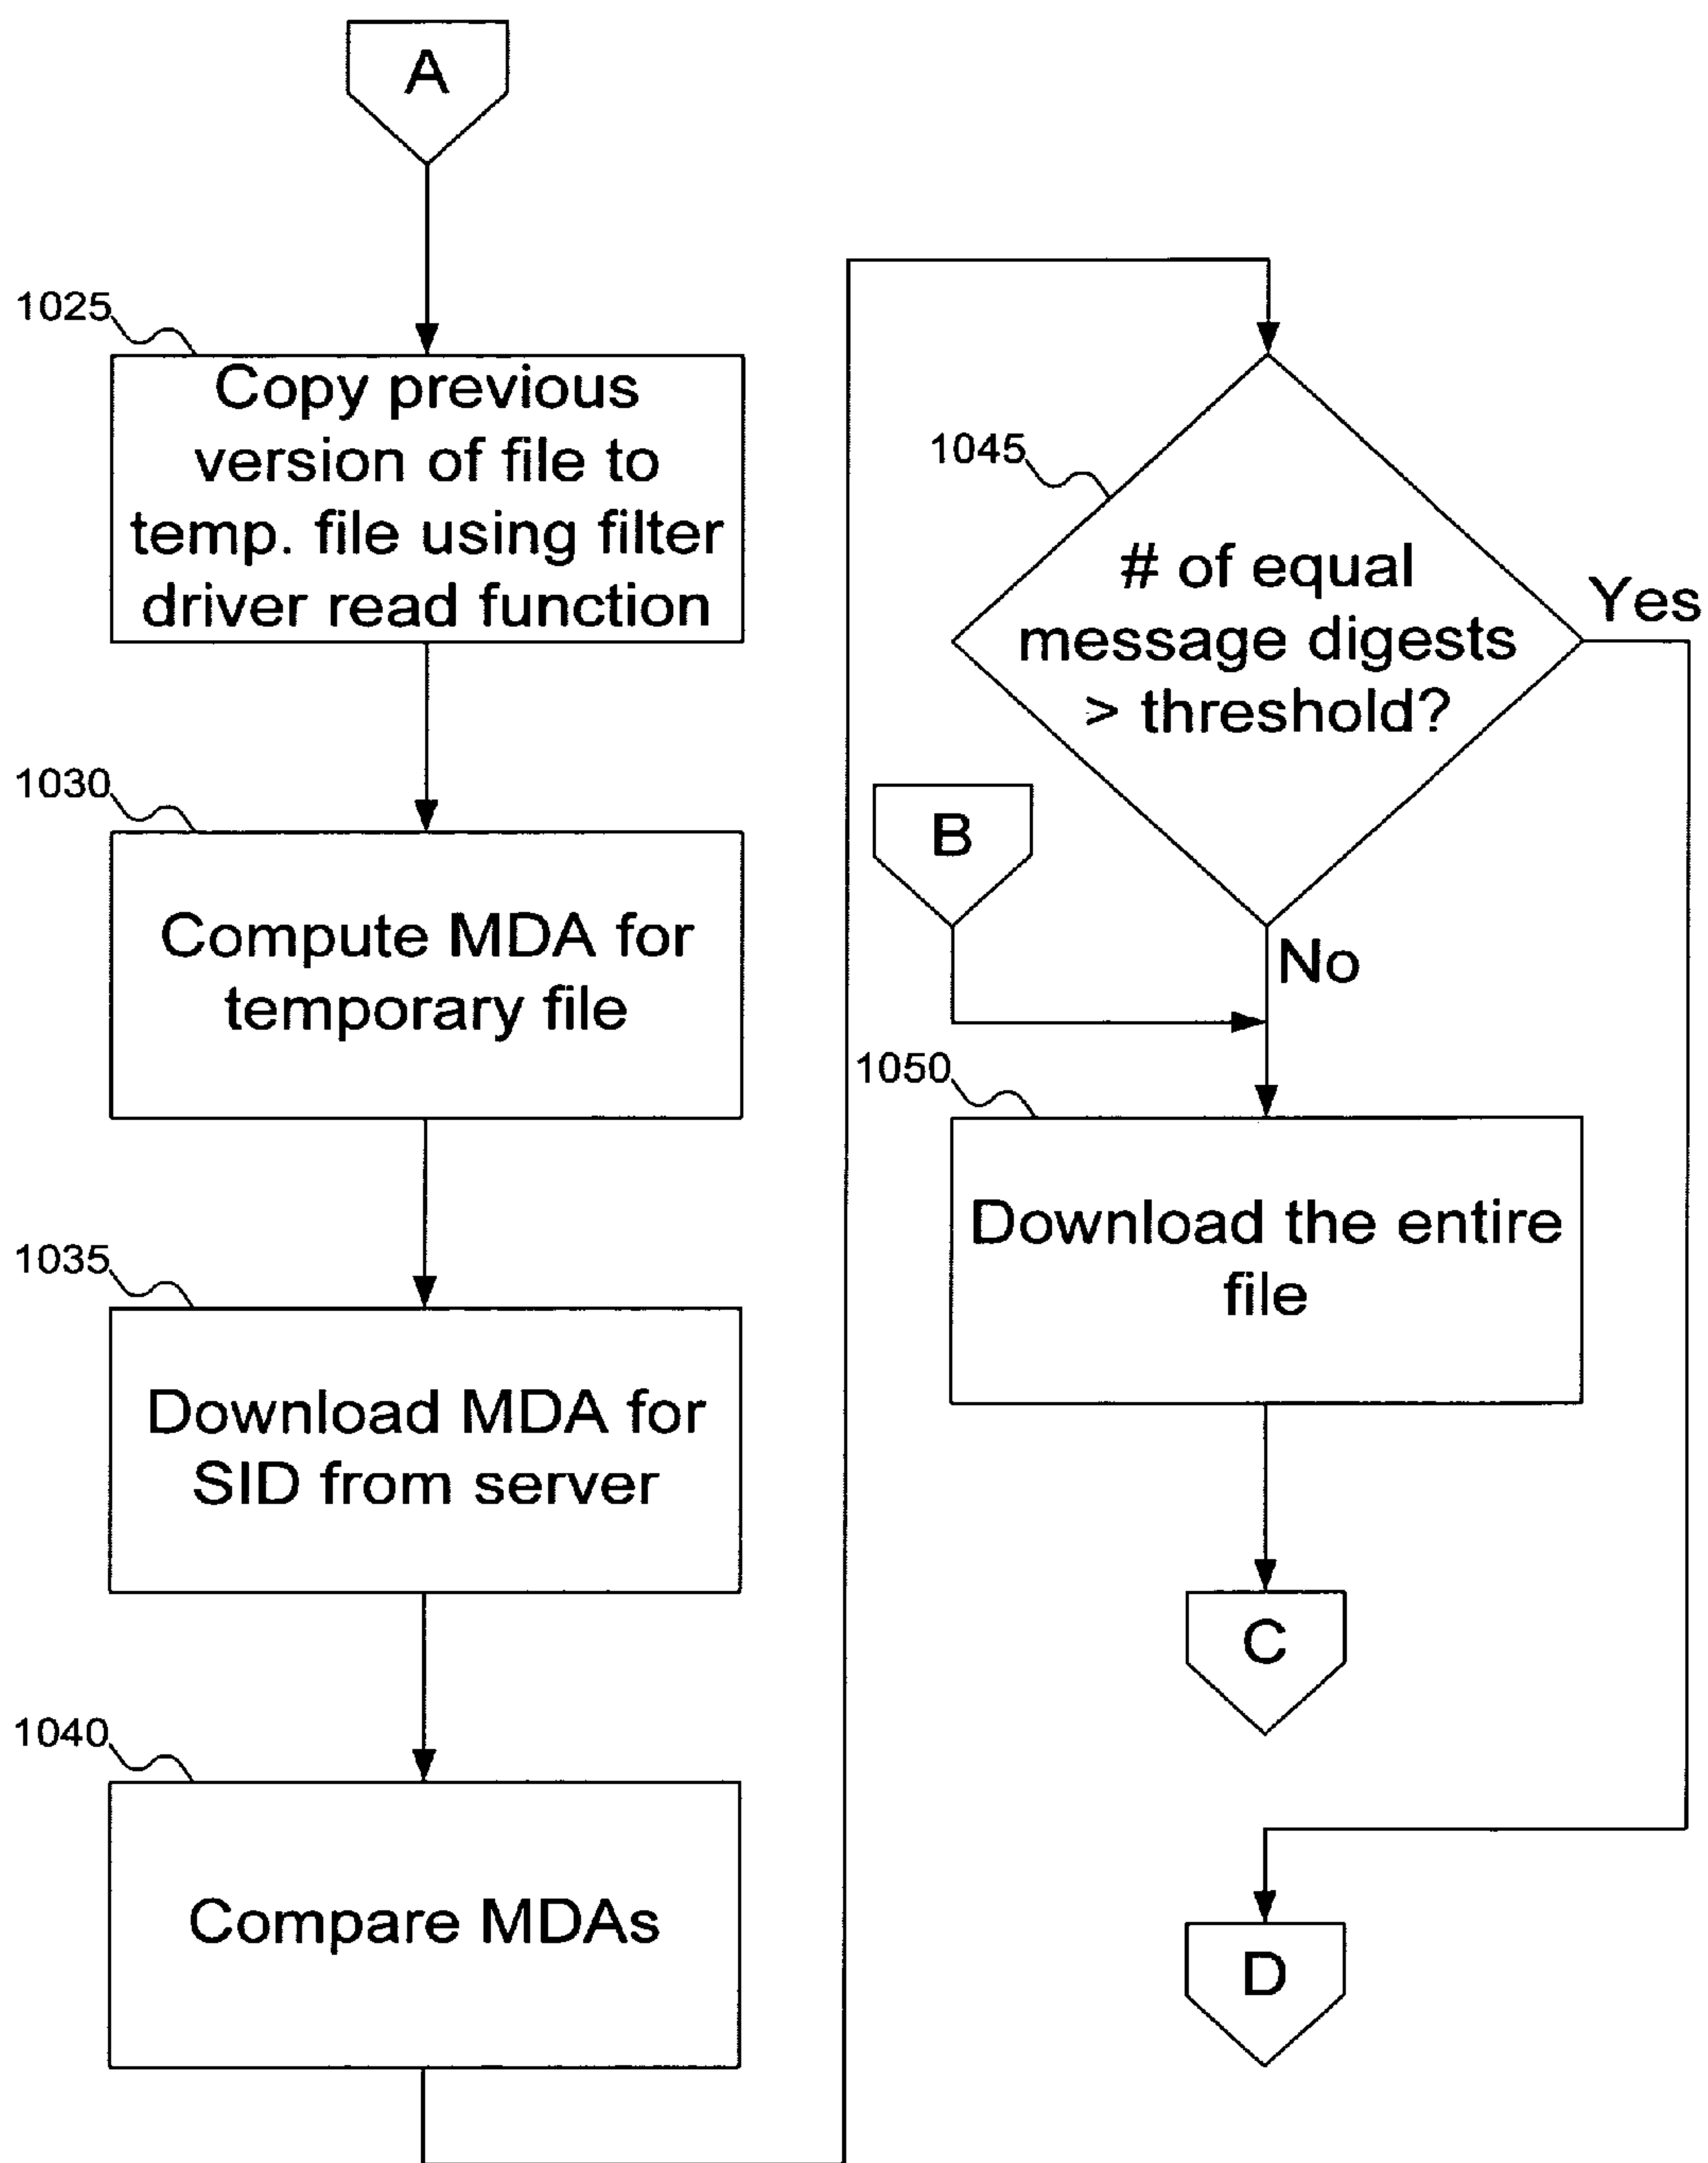 A
1025
Copy previous
version of file to
temp. file using filter
driver read function
1030
Compute MDA for
temporary file
1035
Download MDA for
SID from server
1040
Compare MDAs
1045
# of equal
message digests
> threshold?
Yes
B
No
1050
Download the entire
file
C
D